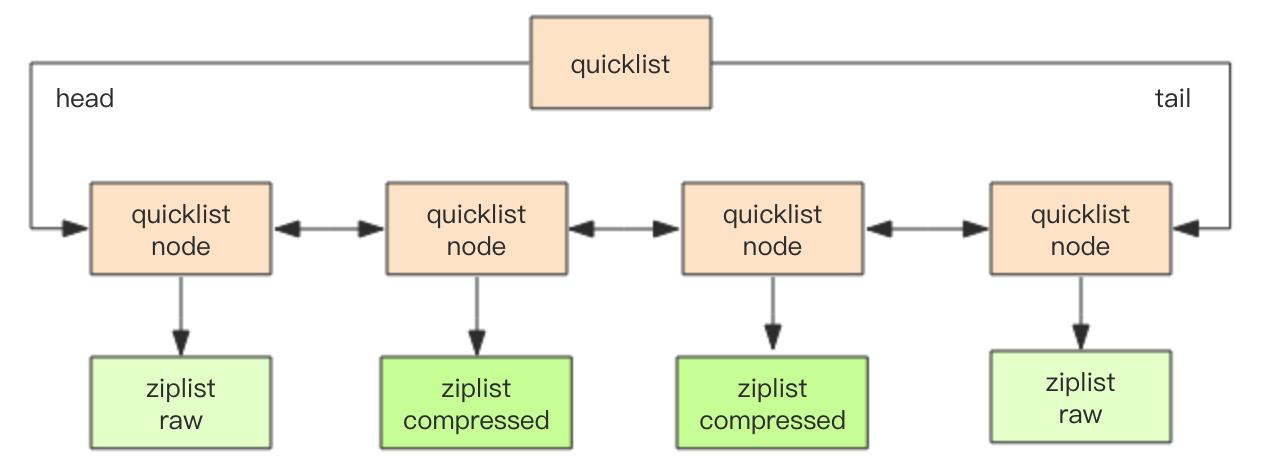 quicklist
head
tail
quicklist
node
quicklist
node
quicklist
node
quicklist
node
ziplist
raw
ziplist
compressed
ziplist
compressed
ziplist
raw